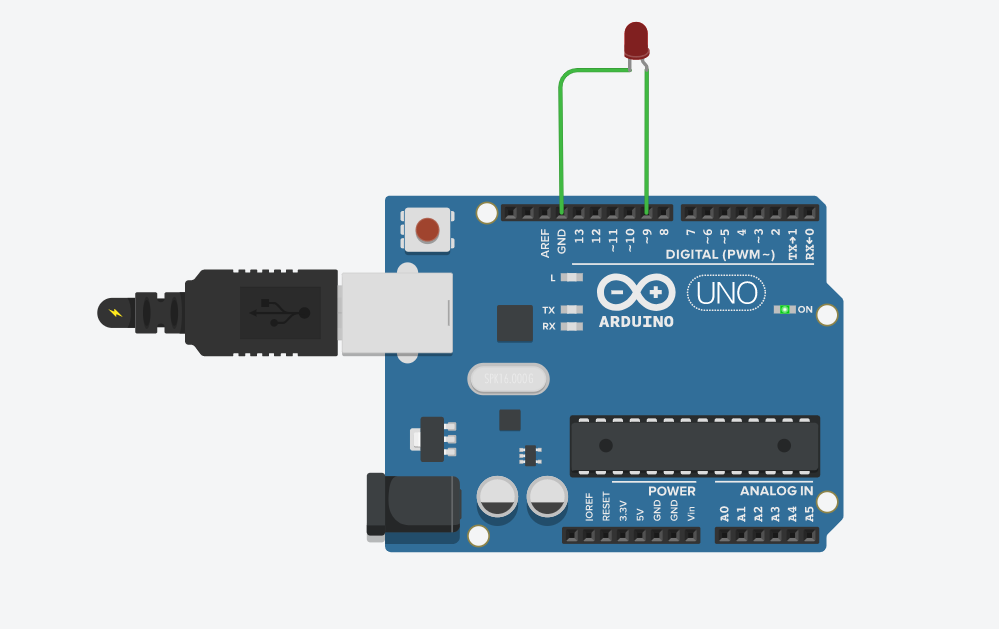 AREF
GND
13
12
~11
~10
~9
8
7
~6
~5
4
~3
2
TX→1
RX←0
DIGITAL (PWM~)
L
TX
RX
ARDUINO
UNO
ON
SPK16.000G
POWER
ANALOG IN
IOREF
RESET
3.3V
5V
GND
GND
Vin
A0
A1
A2
A3
A4
A5